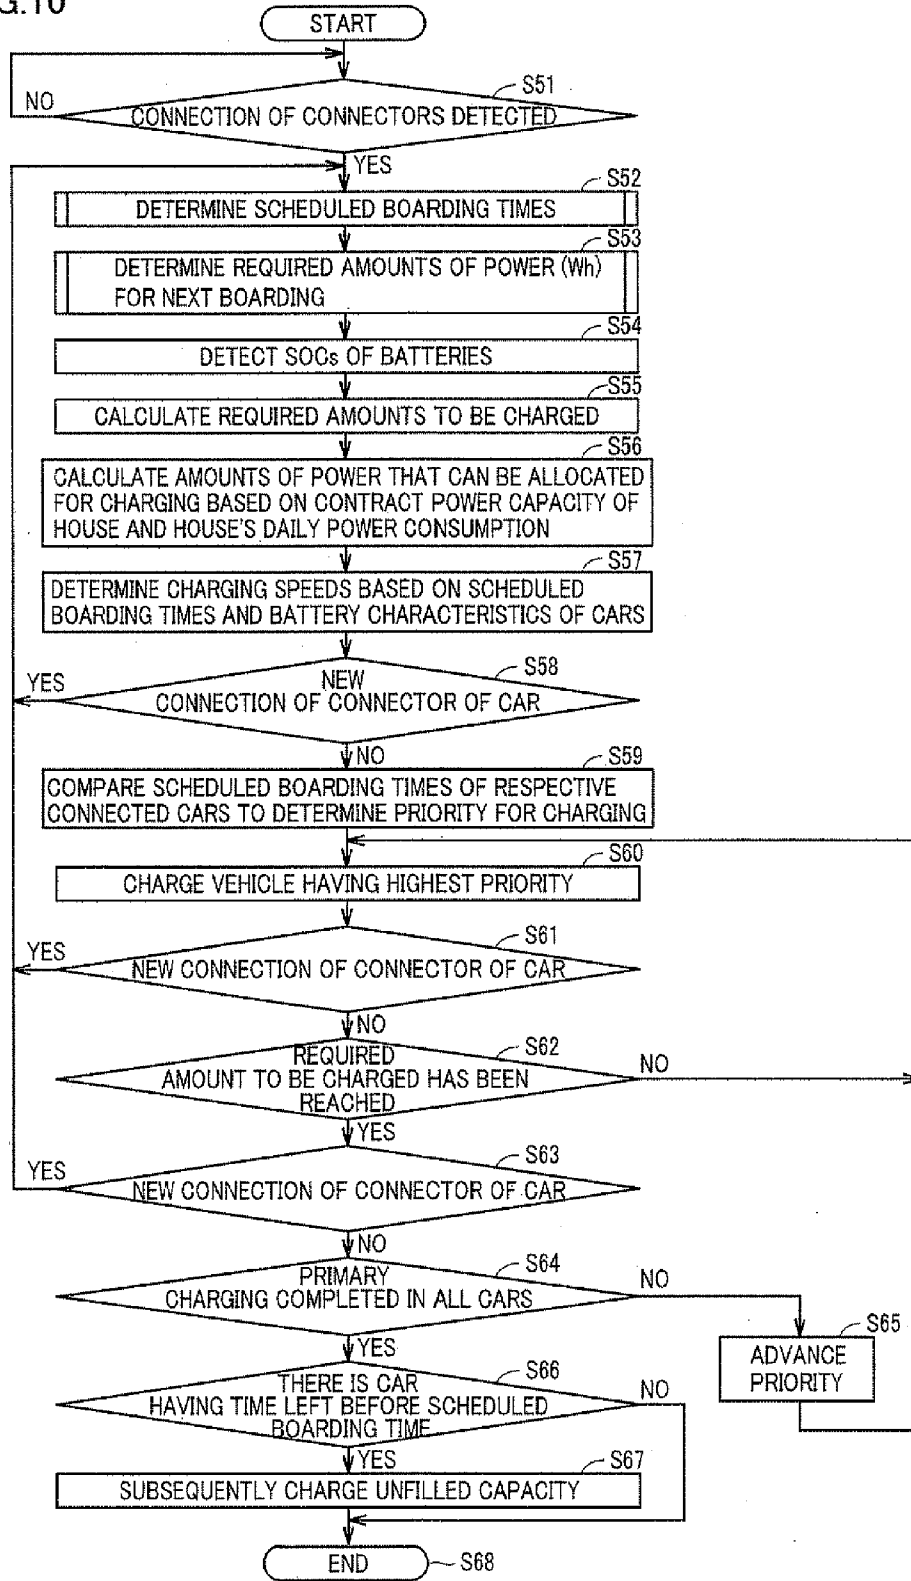 START
S51
NO
CONNECTION OF CONNECTORS DETECTED
YES
S52
DETERMINE SCHEDULED BOARDING TIMES
S53
DETERMINE REQUIRED AMOUNTS OF POWER (Wh)
FOR NEXT BOARDING
S54
DETECT SOCs OF BATTERIES
S55
CALCULATE REQUIRED AMOUNTS TO BE CHARGED
S56
CALCULATE AMOUNTS OF POWER THAT CAN BE ALLOCATED
FOR CHARGING BASED ON CONTRACT POWER CAPACITY OF
HOUSE AND HOUSE'S DAILY POWER CONSUMPTION
S57
DETERMINE CHARGING SPEEDS BASED ON SCHEDULED
BOARDING TIMES AND BATTERY CHARACTERISTICS OF CARS
S58
YES
NEW
CONNECTION OF CONNECTOR OF CAR
NO
S59
COMPARE SCHEDULED BOARDING TIMES OF RESPECTIVE
CONNECTED CARS TO DETERMINE PRIORITY FOR CHARGING
S60
CHARGE VEHICLE HAVING HIGHEST PRIORITY
S61
YES
NEW CONNECTION OF CONNECTOR OF CAR
NO
S62
REQUIRED
NO
AMOUNT TO BE CHARGED HAS BEEN
REACHED
YES
S63
YES
NEW CONNECTION OF CONNECTOR OF CAR
NO
S64
PRIMARY
NO
CHARGING COMPLETED IN ALL CARS
S65
YES
ADVANCE
PRIORITY
S66
THERE IS CAR
NO
HAVING TIME LEFT BEFORE SCHEDULED
BOARDING TIME
YES
S67
SUBSEQUENTLY CHARGE UNFILLED CAPACITY
END
S68